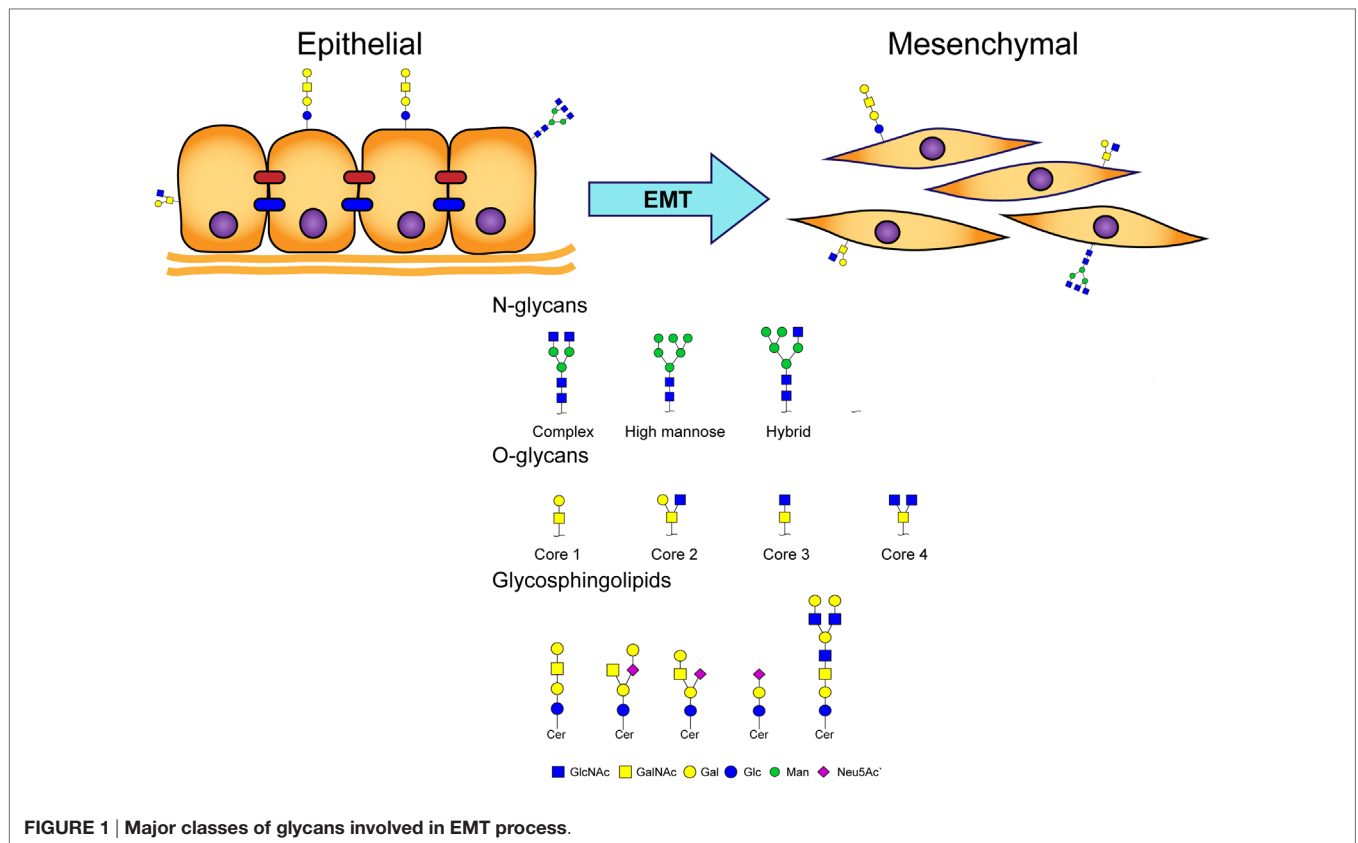 Epithelial
Mesenchymal
EMT
N-glycans
Complex High mannose Hybrid
O-glycans
Core 1 Core 2 Core 3 Core 4
Glycosphingolipids
Cer Cer Cer Cer Cer
GlcNAc GalNAc Gal Glc Man Neu5Ac`
FIGURE 1 | Major classes of glycans involved in EMT process.